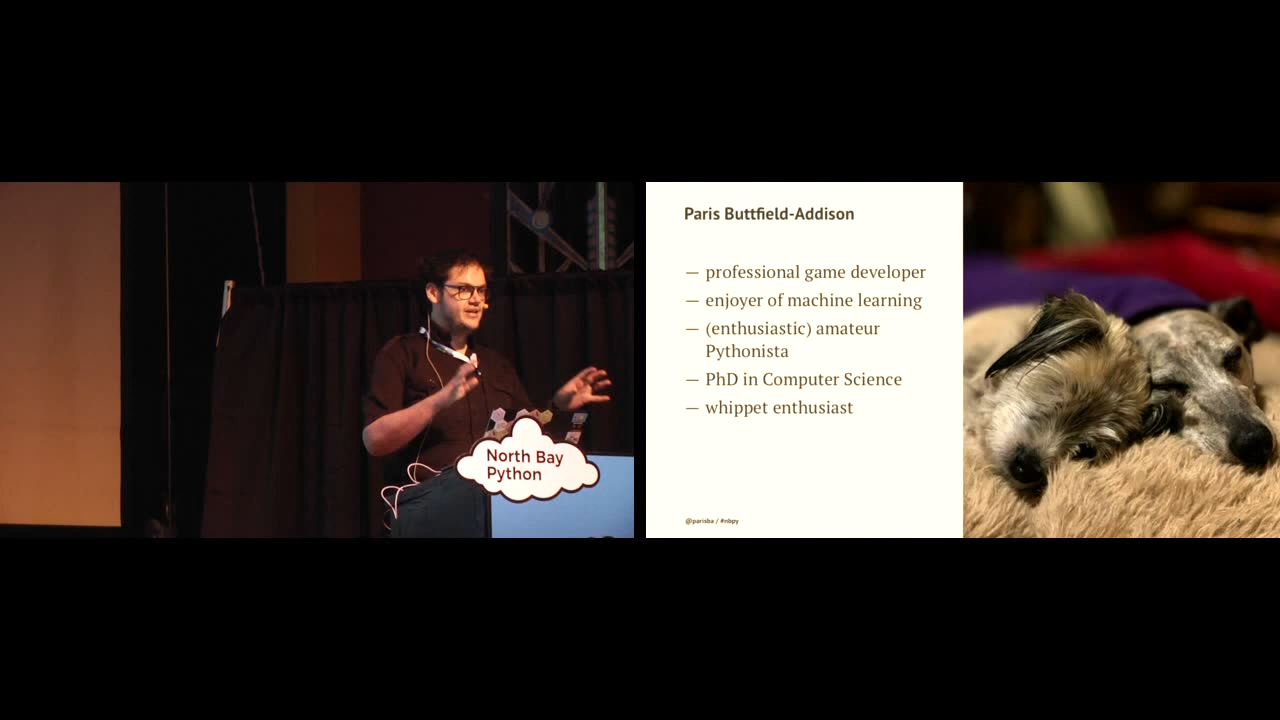 North Bay
Python
Paris Buttfield-Addison
— professional game developer
— enjoyer of machine learning
— (enthusiastic) amateur
Pythonista
— PhD in Computer Science
— whippet enthusiast
@parisba / #nbpy